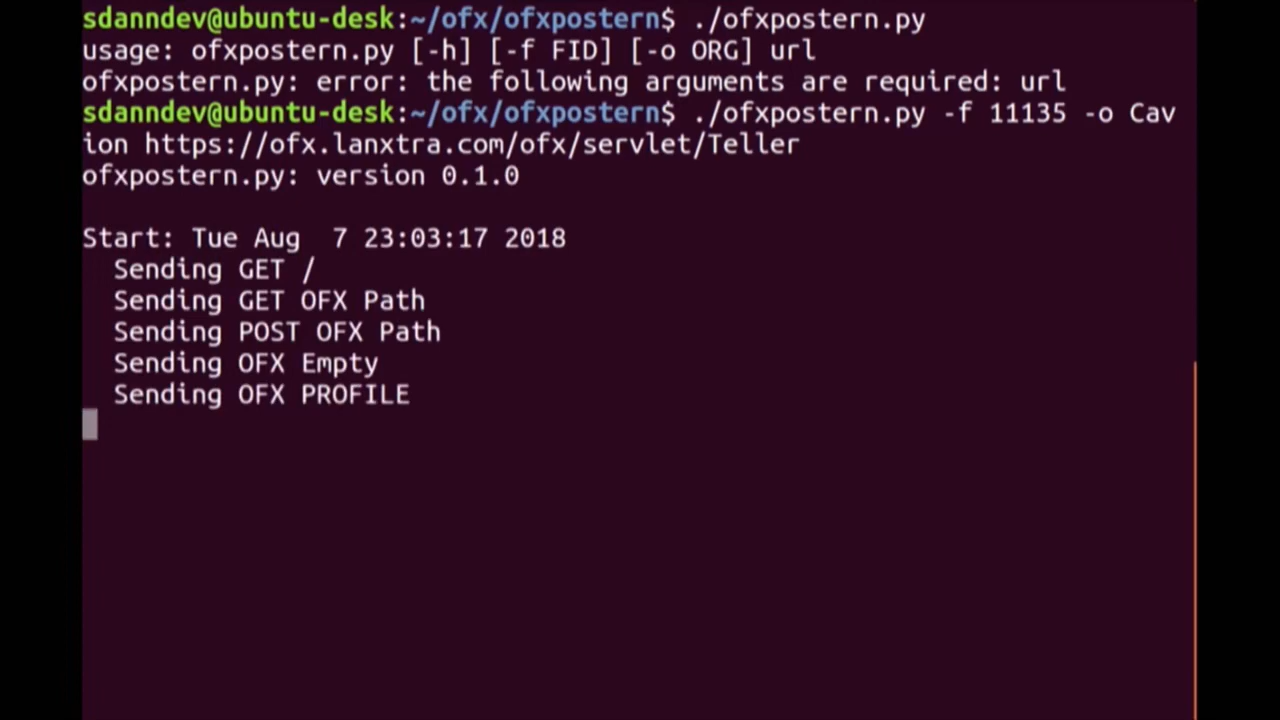 sdanndev@ubuntu-desk:~/ofx/ofxpostern$ ./ofxpostern.py
usage: ofxpostern.py [-h] [-f FID] [-o ORG] url
ofxpostern.py: error: the following arguments are required: url
sdanndev@ubuntu-desk:~/ofx/ofxpostern$ ./ofxpostern.py -f 11135 -o Cav
ion https://ofx.lanxtra.com/ofx/servlet/Teller
ofxpostern.py: version 0.1.0
Start: Tue Aug  7 23:03:17 2018
  Sending GET /
  Sending GET OFX Path
  Sending POST OFX Path
  Sending OFX Empty
  Sending OFX PROFILE